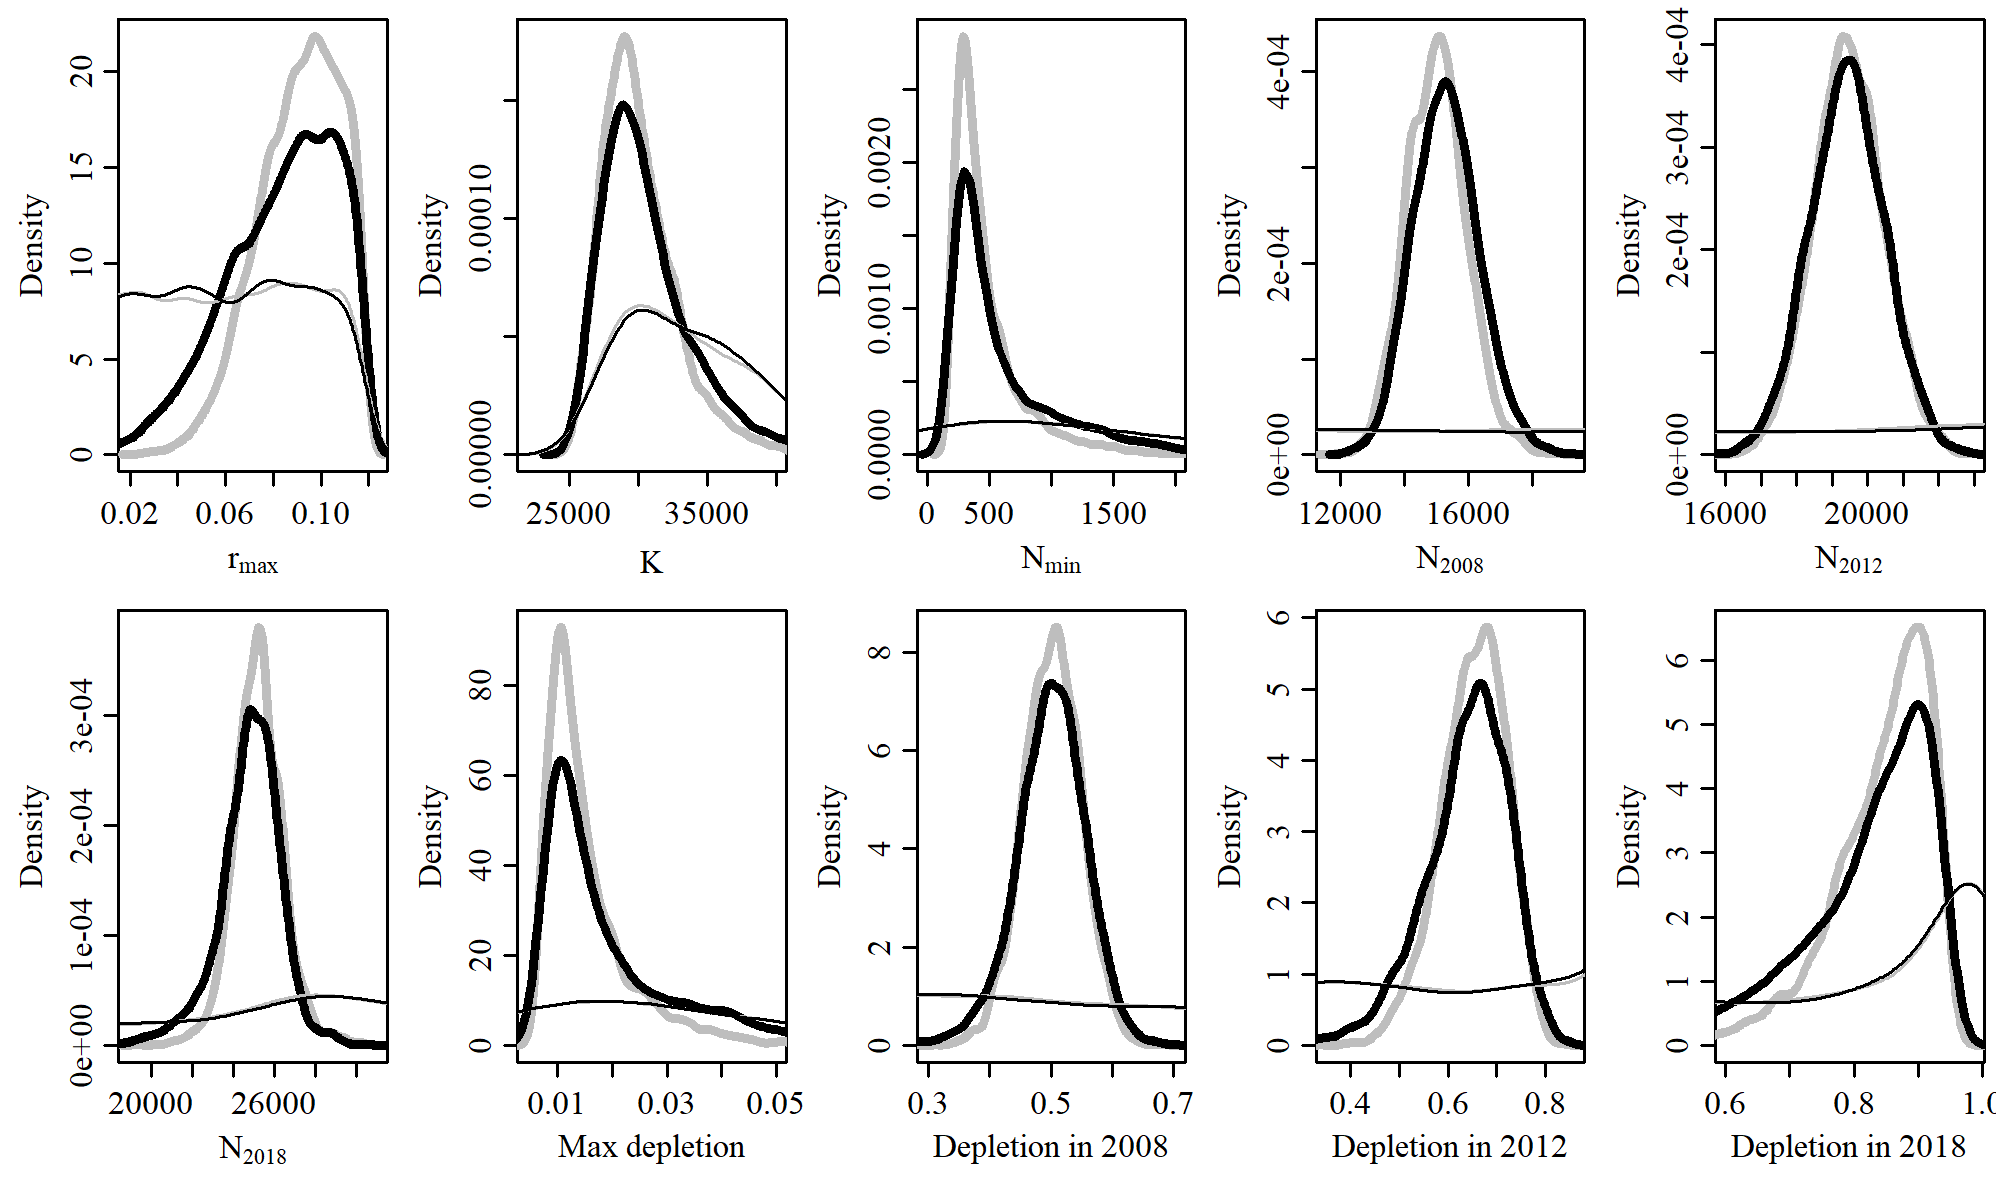 Density
0 5 10 15 20
0.02 0.06 0.10
rmax
Density
0.00000 0.00010
25000 35000
K
Density
0.0000 0.0010 0.0020
0 500 1500
Nmin
Density
0e+00 2e-04 4e-04
12000 16000
N2008
Density
0e+00 2e-04 3e-04 4e-04
16000 20000
N2012
Density
0e+00 1e-04 2e-04 3e-04
20000 26000
N2018
Density
0 20 40 60 80
0.01 0.03 0.05
Max depletion
Density
0 2 4 6 8
0.3 0.5 0.7
Depletion in 2008
Density
0 1 2 3 4 5 6
0.4 0.6 0.8
Depletion in 2012
Density
0 1 2 3 4 5 6
0.6 0.8 1.0
Depletion in 2018